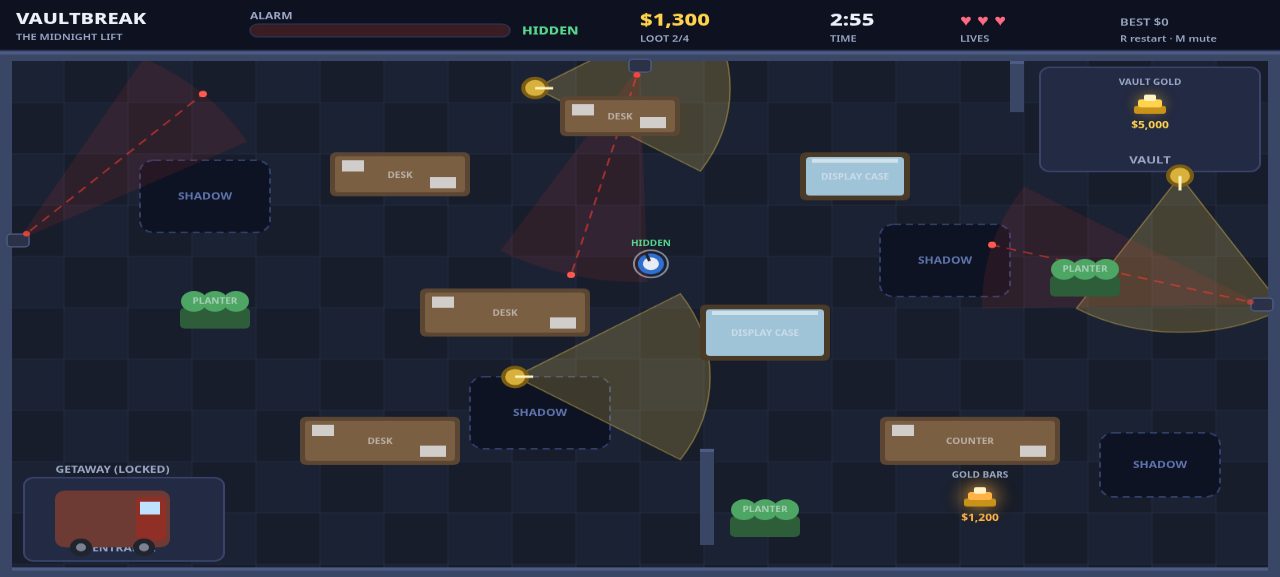 VAULTBREAK
THE MIDNIGHT LIFT
ALARM
HIDDEN
$1,300
LOOT 2/4
2:55
TIME
♥ ♥ ♥
LIVES
BEST $0
R restart · M mute
VAULT GOLD
$5,000
VAULT
DESK
DESK
DISPLAY CASE
SHADOW
HIDDEN
SHADOW
PLANTER
PLANTER
DESK
DISPLAY CASE
SHADOW
DESK
COUNTER
SHADOW
GETAWAY (LOCKED)
GOLD BARS
$1,200
PLANTER